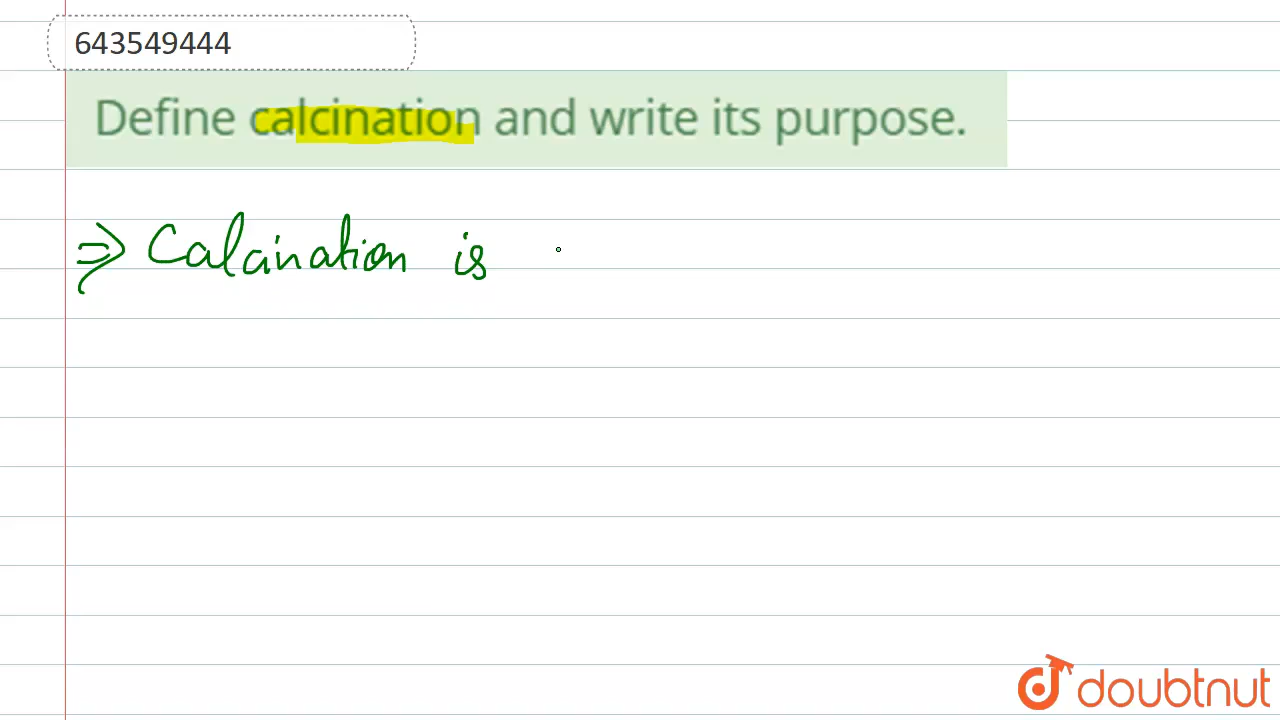 643549444
Define calcination and write its purpose.
⇒ Calcination is
doubtnut